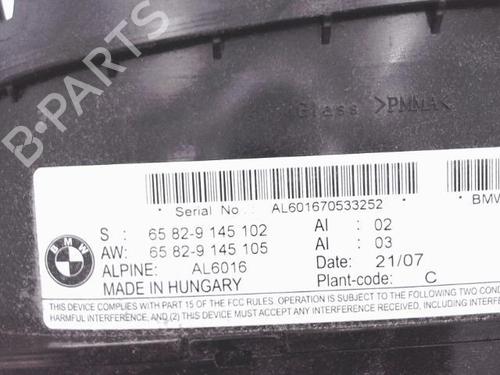 B-PARTS
Glass >PMMA<
* Serial No.: AL601670533252 * * BMW
S : 65 82-9 145 102 AI : 02
AW: 65 82-9 145 105 AI : 03
ALPINE: AL6016 Date: 21/07
MADE IN HUNGARY Plant-code: C
BMW
THIS DEVICE COMPLIES WITH PART 15 OF THE FCC RULES. OPERATION IS SUBJECT TO THE FOLLOWING TWO COND
HARMFUL INTERFERENCE, AND (2) THIS DEVICE MUST ACCEPT ANY INTERFERENCE RECEIVED, INCLUDING INTERFEREN